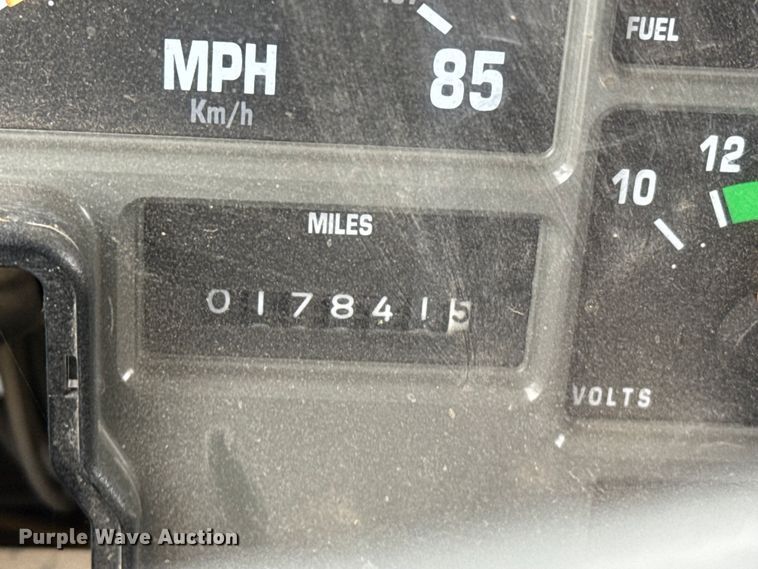 MPH
Km/h
85
FUEL
10
12
MILES
0178415
VOLTS
Purple Wave Auction